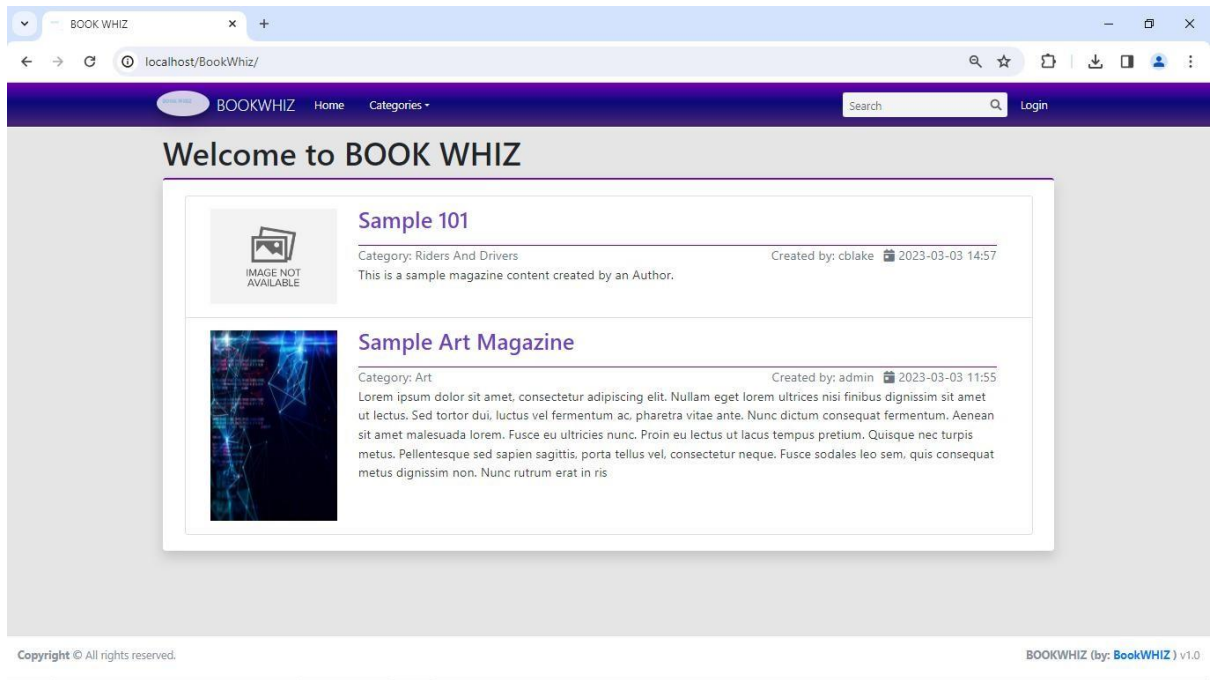 BOOK WHIZ
localhost/BookWhiz/
BOOKWHIZ Home Categories Search Login
Welcome to BOOK WHIZ
IMAGE NOT
AVAILABLE
Sample 101
Category: Riders And Drivers Created by: cblake 2023-03-03 14:57
This is a sample magazine content created by an Author.
Sample Art Magazine
Category: Art Created by: admin 2023-03-03 11:55
Lorem ipsum dolor sit amet, consectetur adipiscing elit. Nullam eget lorem ultrices nisi finibus dignissim sit amet
ut lectus. Sed tortor dui, luctus vel fermentum ac, pharetra vitae ante. Nunc dictum consequat fermentum. Aenean
sit amet malesuada lorem. Fusce eu ultricies nunc. Proin eu lectus ut lacus tempus pretium. Quisque nec turpis
metus. Pellentesque sed sapien sagittis, porta tellus vel, consectetur neque. Fusce sodales leo sem, quis consequat
metus dignissim non. Nunc rutrum erat in ris
Copyright © All rights reserved. BOOKWHIZ (by: BookWHIZ ) v1.0